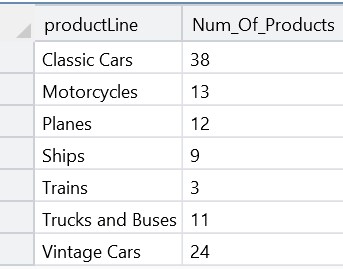 productLine Num_Of_Products
Classic Cars 38
Motorcycles 13
Planes 12
Ships 9
Trains 3
Trucks and Buses 11
Vintage Cars 24